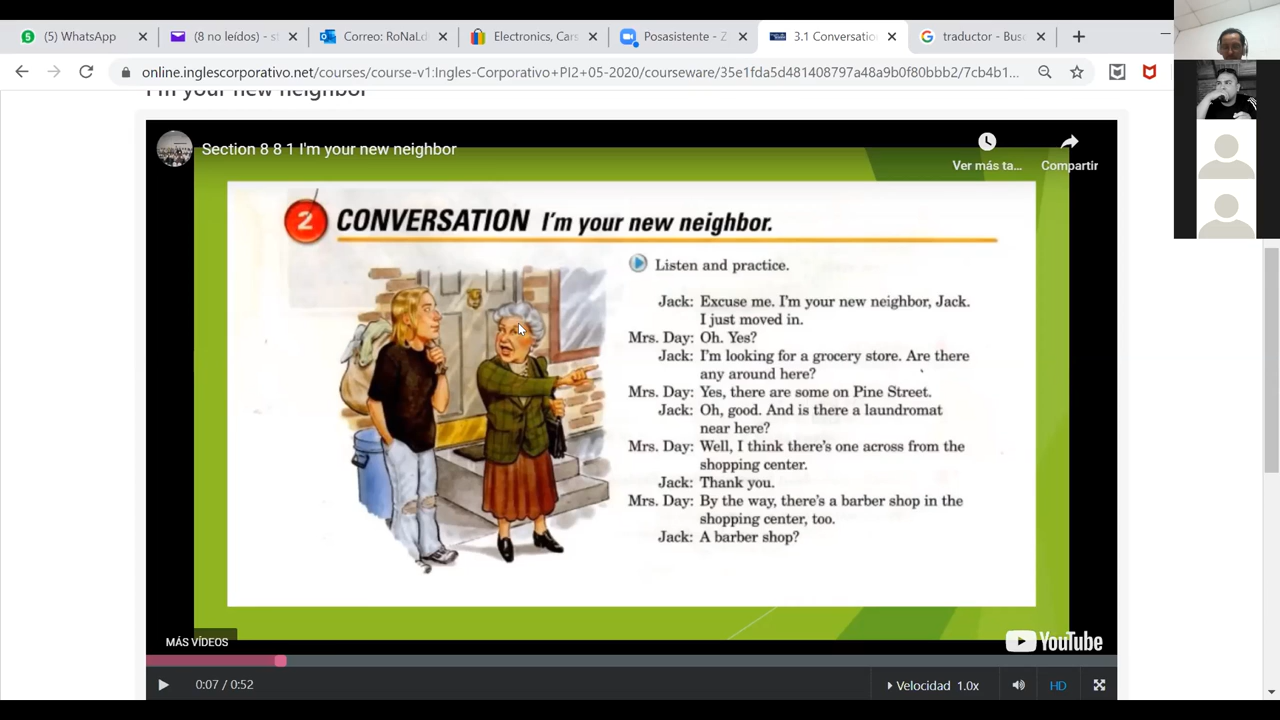 (5) WhatsApp
(8 no leídos) - s
Correo: RoNaLd
Electronics, Cars
Posasistente - Z
3.1 Conversatio
traductor - Bus
online.inglescorporativo.net/courses/course-v1:Ingles-Corporativo+PI2+05-2020/courseware/35e1fda5d481408797a48a9b0f80bbb2/7cb4b1...
I'm your new neighbor
Section 8 8 1 I'm your new neighbor
Ver más ta...
Compartir
2 CONVERSATION I'm your new neighbor.
Listen and practice.
Jack: Excuse me. I'm your new neighbor, Jack.
I just moved in.
Mrs. Day: Oh. Yes?
Jack: I'm looking for a grocery store. Are there
any around here?
Mrs. Day: Yes, there are some on Pine Street.
Jack: Oh, good. And is there a laundromat
near here?
Mrs. Day: Well, I think there's one across from the
shopping center.
Jack: Thank you.
Mrs. Day: By the way, there's a barber shop in the
shopping center, too.
Jack: A barber shop?
MÁS VÍDEOS
YouTube
0:07 / 0:52
Velocidad 1.0x
HD